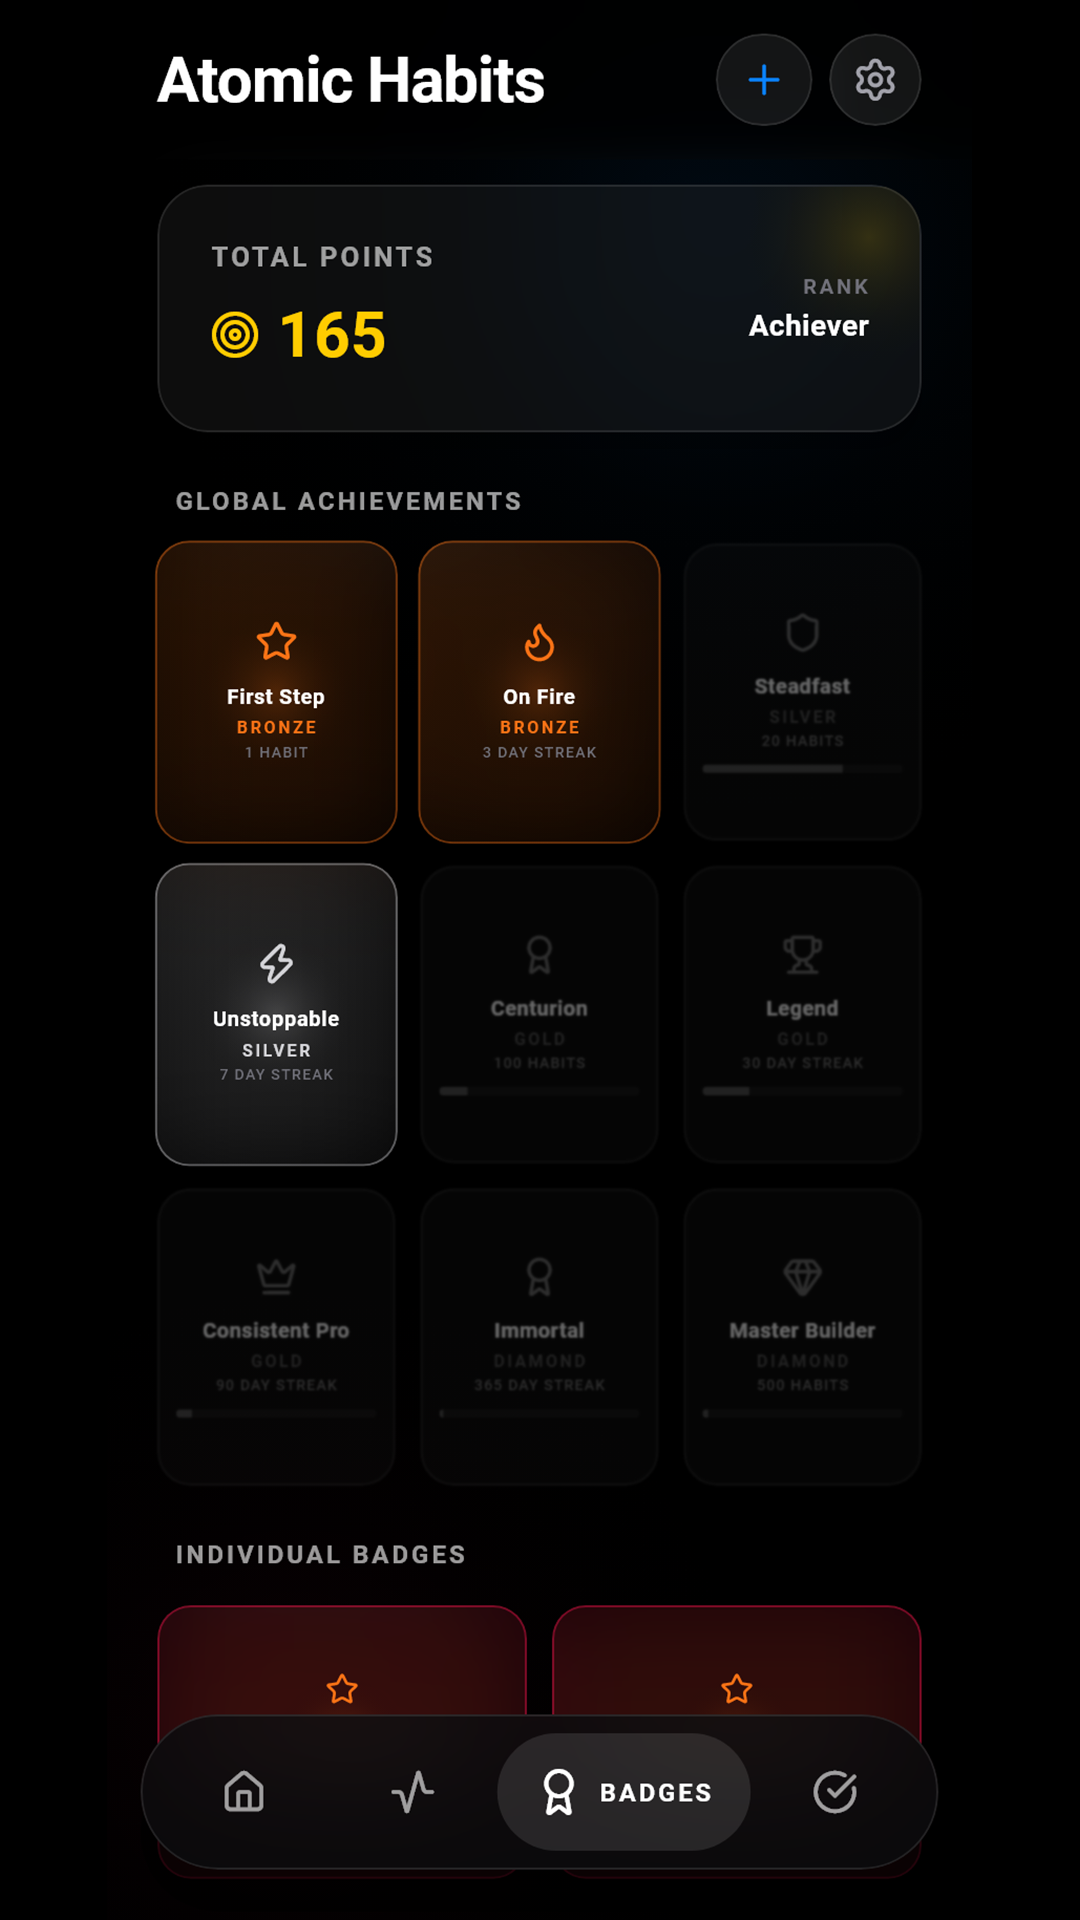 Atomic Habits
TOTAL POINTS
165
RANK
Achiever
GLOBAL ACHIEVEMENTS
First Step
BRONZE
1 HABIT
On Fire
BRONZE
3 DAY STREAK
Steadfast
SILVER
20 HABITS
Unstoppable
SILVER
7 DAY STREAK
Centurion
GOLD
100 HABITS
Legend
GOLD
30 DAY STREAK
Consistent Pro
GOLD
90 DAY STREAK
Immortal
DIAMOND
365 DAY STREAK
Master Builder
DIAMOND
500 HABITS
INDIVIDUAL BADGES
BADGES